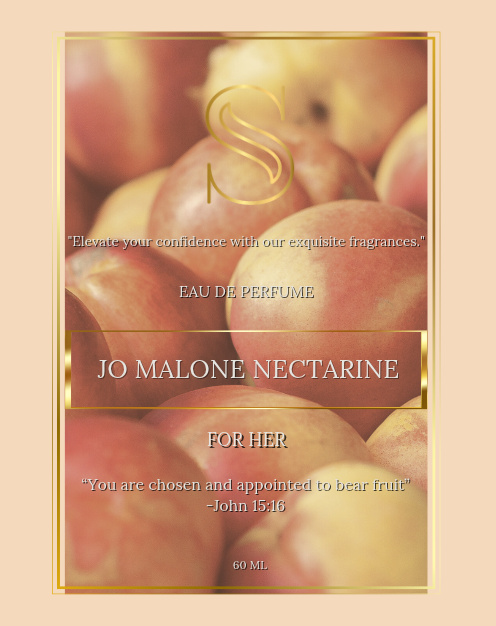 S
"Elevate your confidence with our exquisite fragrances."
EAU DE PERFUME
JO MALONE NECTARINE
FOR HER
“You are chosen and appointed to bear fruit”
-John 15:16
60 ML